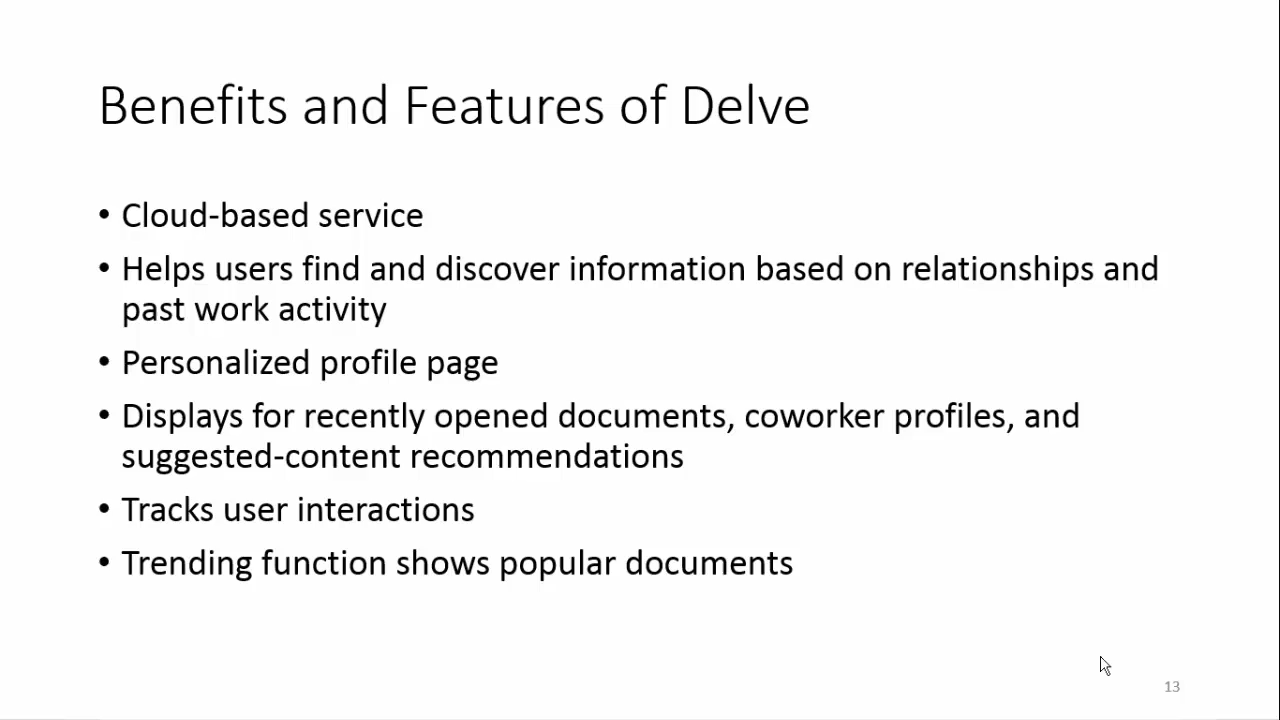 Benefits and Features of Delve
• Cloud-based service
• Helps users find and discover information based on relationships and
past work activity
• Personalized profile page
• Displays for recently opened documents, coworker profiles, and
suggested-content recommendations
• Tracks user interactions
• Trending function shows popular documents
13